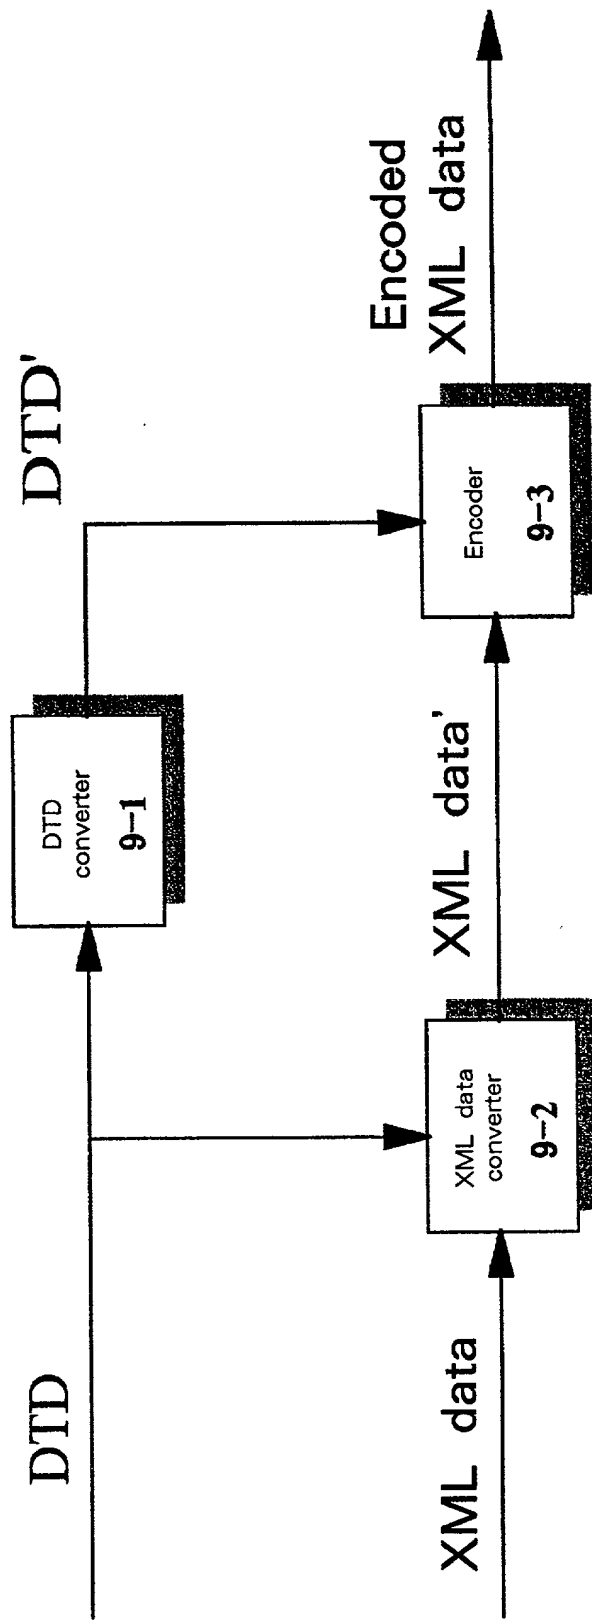 DTD
DTD
converter
9-1
DTD'
XML data
XML data
converter
9-2
XML data'
Encoder
9-3
Encoded
XML data